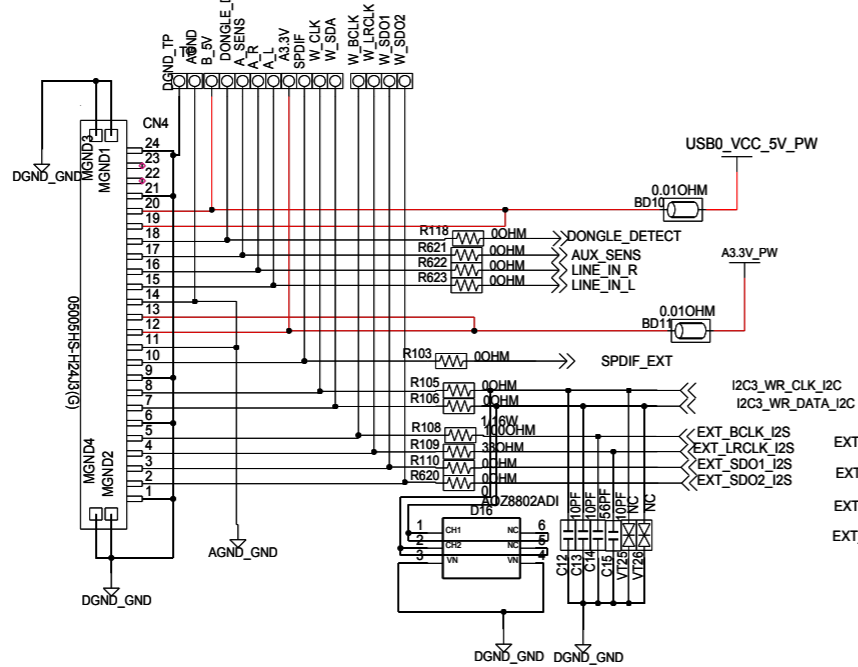 DGND_TP
AGND
B_5V
DONGLE_D
A_SENS
A_R
A_L
A3.3V
SPDIF
W_CLK
W_SDA
W_BCLK
W_LRCLK
W_SDO1
W_SDO2
CN4
MGND3
MGND1
DGND_GND
24
23
22
21
20
19
18
17
16
15
14
13
12
11
10
9
8
7
6
5
4
3
2
1
05005HS-H24J3(G)
MGND4
MGND2
DGND_GND
AGND_GND
USB0_VCC_5V_PW
0.01OHM
BD10
R118 0OHM DONGLE_DETECT
R621 0OHM AUX_SENS
R622 0OHM LINE_IN_R
R623 0OHM LINE_IN_L
A3.3V_PW
0.01OHM
BD11
R103 0OHM SPDIF_EXT
R105 0OHM I2C3_WR_CLK_I2C
R106 0OHM I2C3_WR_DATA_I2C
1/16W
R108 100OHM EXT_BCLK_I2S
R109 33OHM EXT_LRCLK_I2S
R110 0OHM EXT_SDO1_I2S
R620 0OHM EXT_SDO2_I2S
EXT
EXT
EXT
EXT_
0
AOZ8802ADI
D16
1 CH1 NC 6
2 CH2 NC 5
3 VN VN 4
10PF
10PF
56PF
10PF
NC
NC
C12
C13
C14
C15
VT25
VT26
DGND_GND
DGND_GND